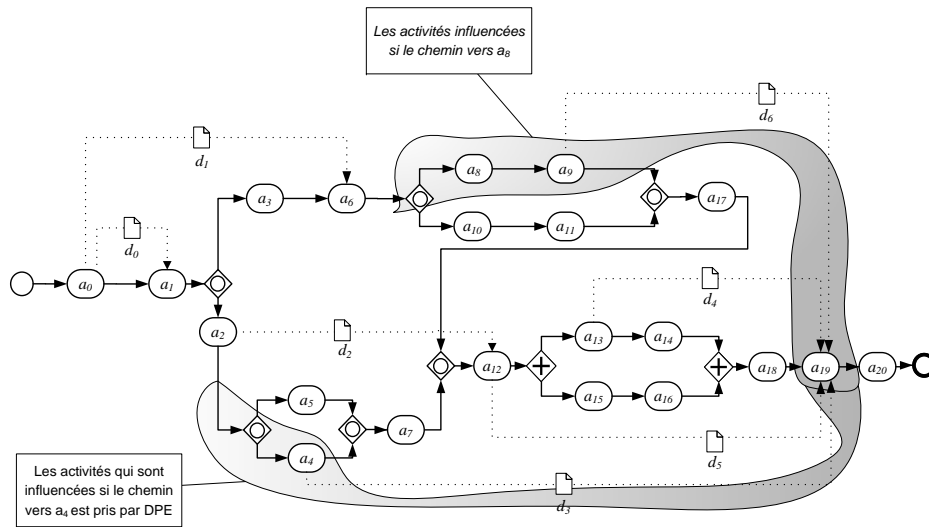 Les activités influencées
si le chemin vers a8
d6
d1
a8
a9
a3
a6
a17
d0
a10
a11
a0
a1
d4
a2
d2
a13
a14
a12
a18
a19
a20
a5
a15
a16
a7
a4
d5
Les activités qui sont
influencées si le chemin
vers a4 est pris par DPE
d3